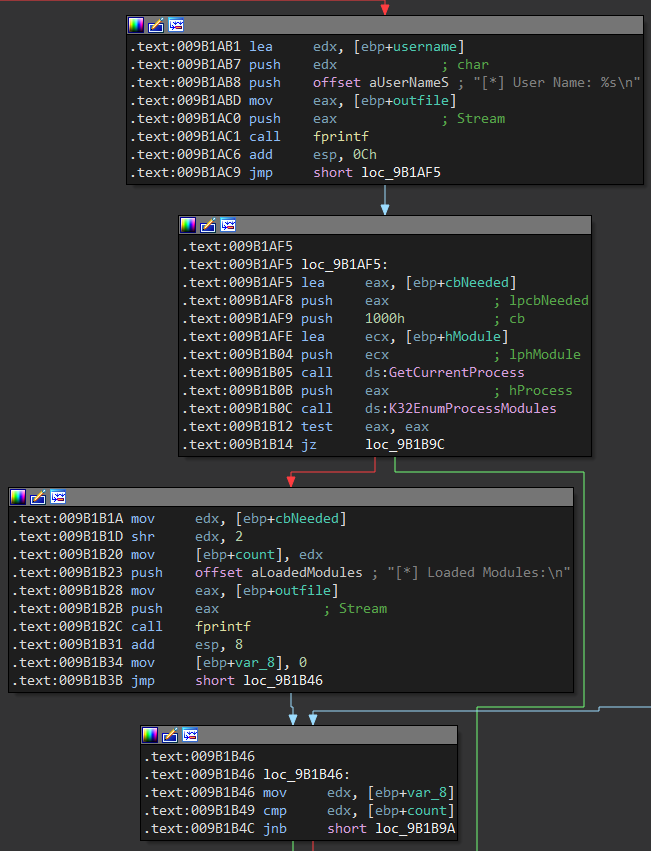 .text:009B1AB1 lea edx, [ebp+username]
.text:009B1AB7 push edx ; char
.text:009B1AB8 push offset aUserNameS ; "[*] User Name: %s\n"
.text:009B1ABD mov eax, [ebp+outfile]
.text:009B1AC0 push eax ; Stream
.text:009B1AC1 call fprintf
.text:009B1AC6 add esp, 0Ch
.text:009B1AC9 jmp short loc_9B1AF5
.text:009B1AF5
.text:009B1AF5 loc_9B1AF5:
.text:009B1AF5 lea eax, [ebp+cbNeeded]
.text:009B1AF8 push eax ; lpcbNeeded
.text:009B1AF9 push 1000h ; cb
.text:009B1AFE lea ecx, [ebp+hModule]
.text:009B1B04 push ecx ; lphModule
.text:009B1B05 call ds:GetCurrentProcess
.text:009B1B0B push eax ; hProcess
.text:009B1B0C call ds:K32EnumProcessModules
.text:009B1B12 test eax, eax
.text:009B1B14 jz loc_9B1B9C
.text:009B1B1A mov edx, [ebp+cbNeeded]
.text:009B1B1D shr edx, 2
.text:009B1B20 mov [ebp+count], edx
.text:009B1B23 push offset aLoadedModules ; "[*] Loaded Modules:\n"
.text:009B1B28 mov eax, [ebp+outfile]
.text:009B1B2B push eax ; Stream
.text:009B1B2C call fprintf
.text:009B1B31 add esp, 8
.text:009B1B34 mov [ebp+var_8], 0
.text:009B1B3B jmp short loc_9B1B46
.text:009B1B46
.text:009B1B46 loc_9B1B46:
.text:009B1B46 mov edx, [ebp+var_8]
.text:009B1B49 cmp edx, [ebp+count]
.text:009B1B4C jnb short loc_9B1B9A